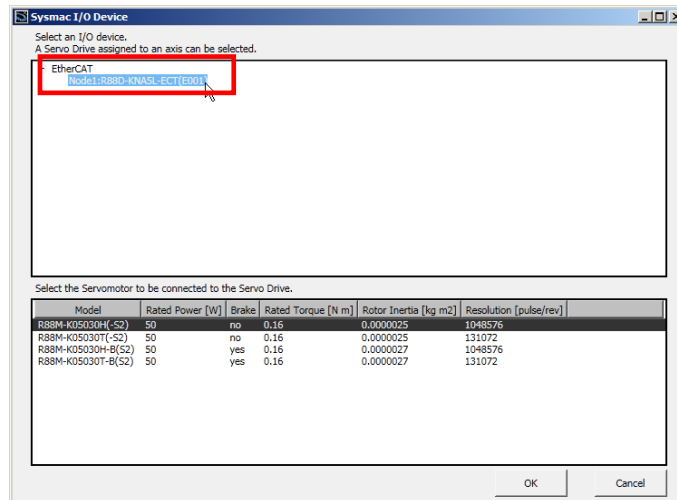 Sysmac I/O Device
Select an I/O device.
A Servo Drive assigned to an axis can be selected.
EtherCAT
Node1:R88D-KNA5L-ECT(E001)
Select the Servomotor to be connected to the Servo Drive.
Model Rated Power [W] Brake Rated Torque [N m] Rotor Inertia [kg m2] Resolution [pulse/rev]
R88M-K05030H(-S2) 50 no 0.16 0.0000025 1048576
R88M-K05030T(-S2) 50 no 0.16 0.0000025 131072
R88M-K05030H-B(S2) 50 yes 0.16 0.0000027 1048576
R88M-K05030T-B(S2) 50 yes 0.16 0.0000027 131072
OK Cancel